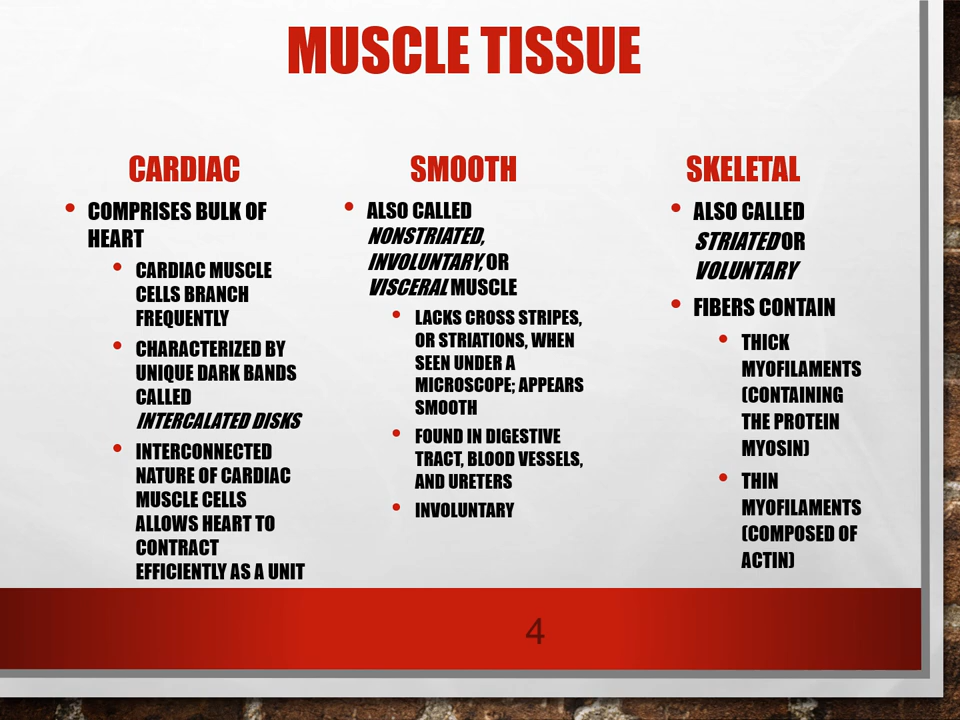 MUSCLE TISSUE
CARDIAC
• COMPRISES BULK OF
HEART
• CARDIAC MUSCLE
CELLS BRANCH
FREQUENTLY
• CHARACTERIZED BY
UNIQUE DARK BANDS
CALLED
INTERCALATED DISKS
• INTERCONNECTED
NATURE OF CARDIAC
MUSCLE CELLS
ALLOWS HEART TO
CONTRACT
EFFICIENTLY AS A UNIT
SMOOTH
• ALSO CALLED
NONSTRIATED,
INVOLUNTARY, OR
VISCERAL MUSCLE
• LACKS CROSS STRIPES,
OR STRIATIONS, WHEN
SEEN UNDER A
MICROSCOPE; APPEARS
SMOOTH
• FOUND IN DIGESTIVE
TRACT, BLOOD VESSELS,
AND URETERS
• INVOLUNTARY
SKELETAL
• ALSO CALLED
STRIATED OR
VOLUNTARY
• FIBERS CONTAIN
• THICK
MYOFILAMENTS
(CONTAINING
THE PROTEIN
MYOSIN)
• THIN
MYOFILAMENTS
(COMPOSED OF
ACTIN)
4